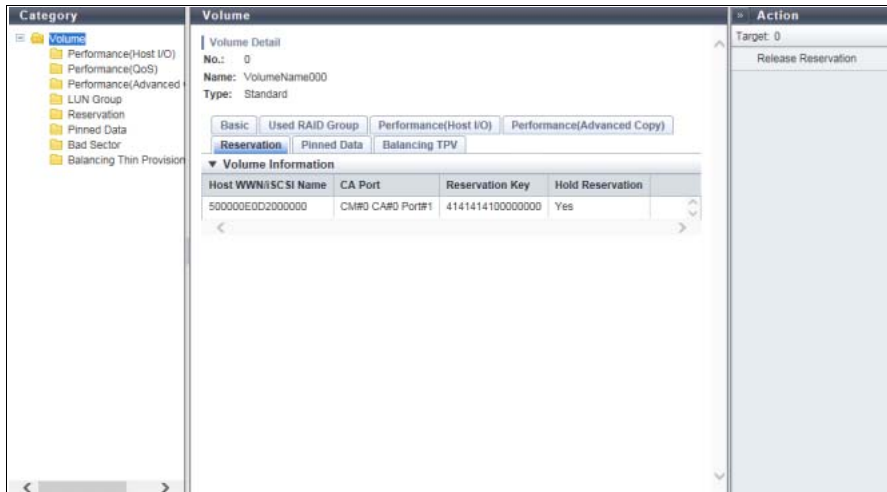 Category
Volume
Performance(Host I/O)
Performance(QoS)
Performance(Advanced
LUN Group
Reservation
Pinned Data
Bad Sector
Balancing Thin Provision
Volume
Volume Detail
No.: 0
Name: VolumeName000
Type: Standard
Basic Used RAID Group Performance(Host I/O) Performance(Advanced Copy)
Reservation Pinned Data Balancing TPV
▼ Volume Information
Host WWN/iSCSI Name CA Port Reservation Key Hold Reservation
500000E0D2000000 CM#0 CA#0 Port#1 4141414100000000 Yes
» Action
Target: 0
Release Reservation